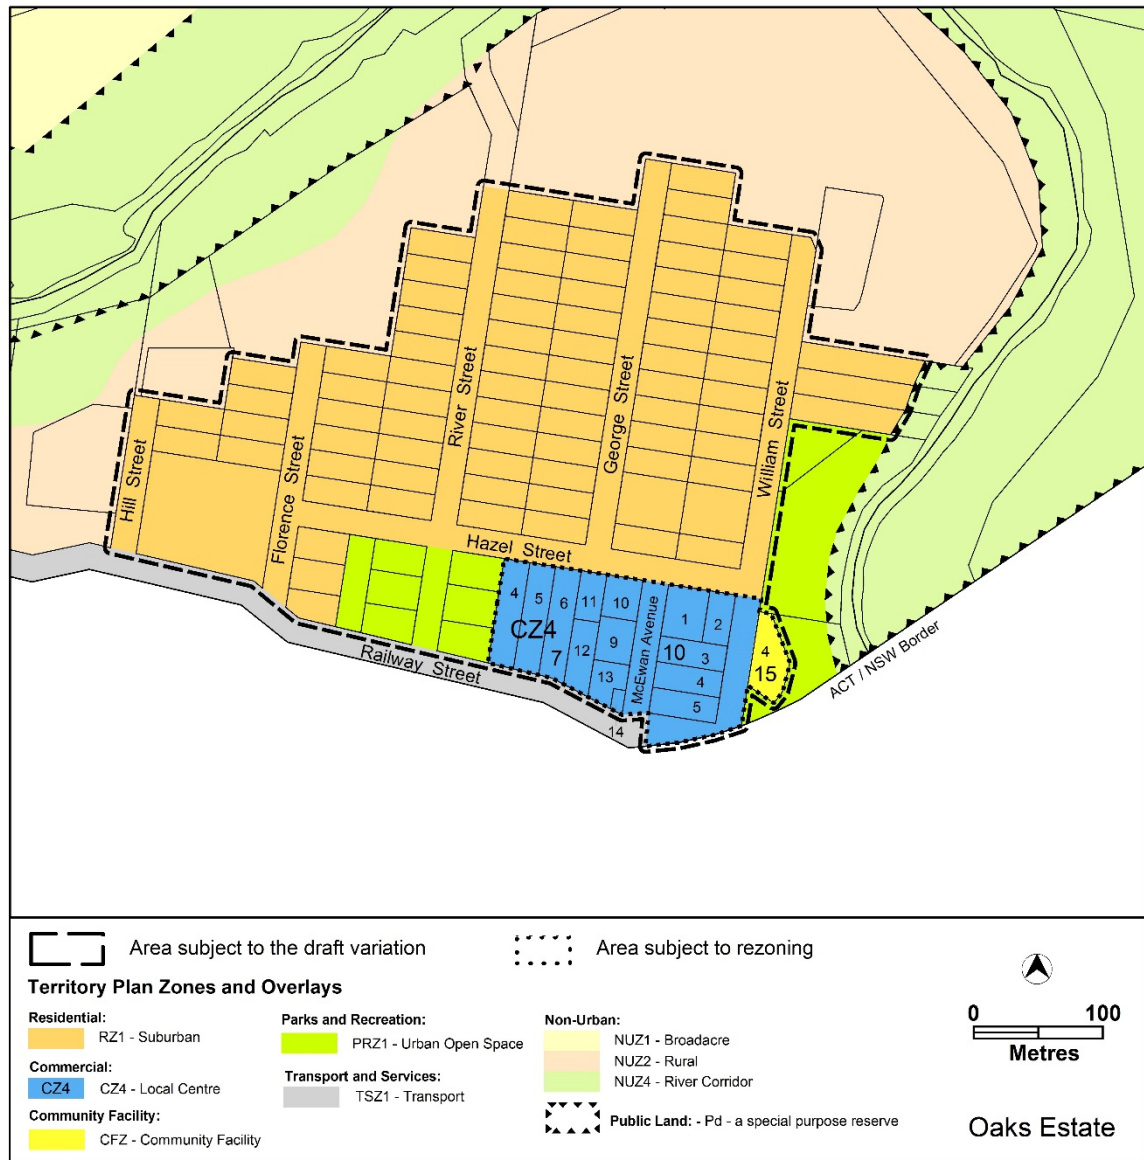 River Street
George Street
William Street
Hill Street
Florence Street
Hazel Street
4
5
6
11
10
CZ4
7
12
9
13
McEwan Avenue
1
2
10
3
4
5
4
15
Railway Street
14
ACT / NSW Border
Area subject to the draft variation
Area subject to rezoning
Territory Plan Zones and Overlays
Residential:
RZ1 - Suburban
Commercial:
CZ4
CZ4 - Local Centre
Community Facility:
CFZ - Community Facility
Parks and Recreation:
PRZ1 - Urban Open Space
Transport and Services:
TSZ1 - Transport
Non-Urban:
NUZ1 - Broadacre
NUZ2 - Rural
NUZ4 - River Corridor
Public Land: - Pd - a special purpose reserve
0 100
Metres
Oaks Estate